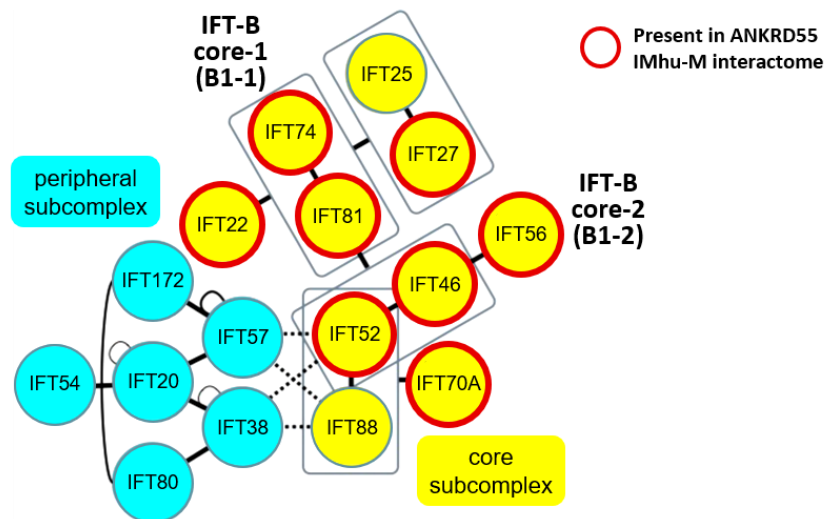 IFT-B
core-1
(B1-1)
Present in ANKRD55
IMhu-M interactome
IFT25
IFT74
IFT27
peripheral
subcomplex
IFT22
IFT81
IFT-B
core-2
(B1-2)
IFT56
IFT172
IFT46
IFT57
IFT52
IFT54
IFT20
IFT70A
IFT38
IFT88
IFT80
core
subcomplex